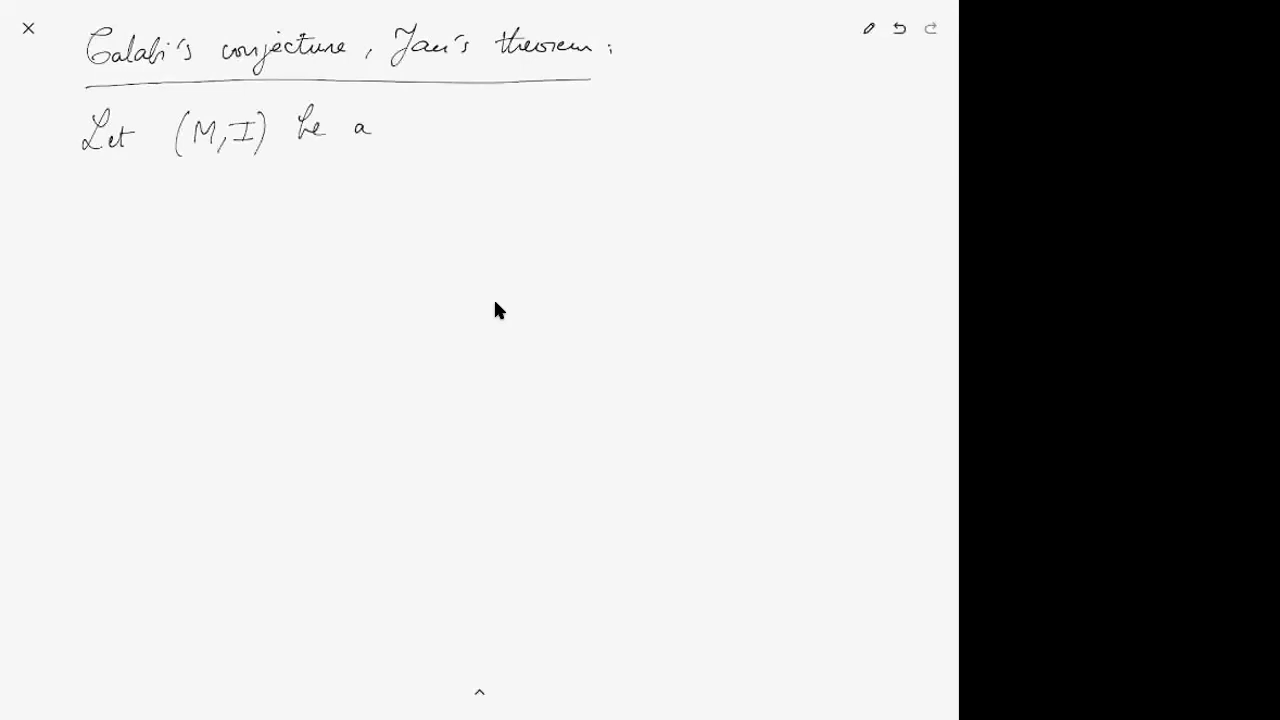 Calabi's conjecture, Yau's theorem:
Let (M, I) be a